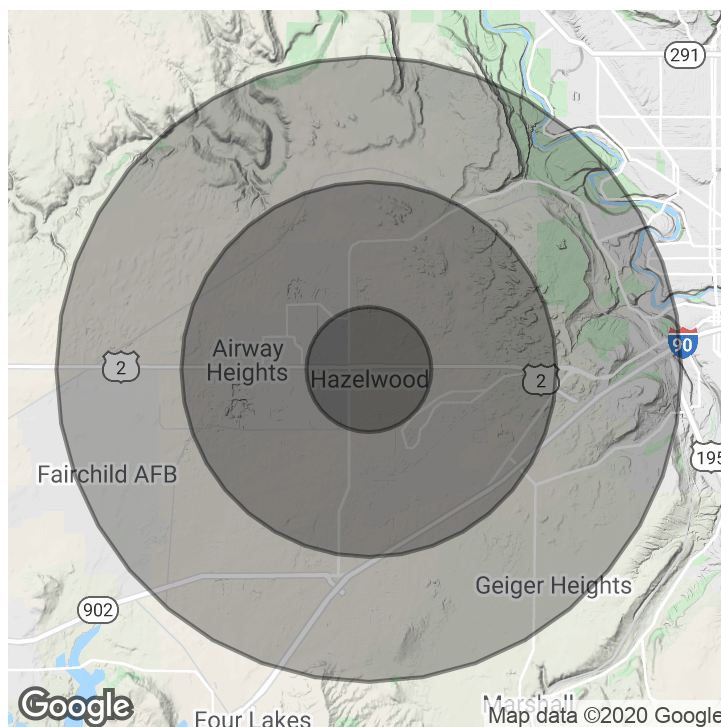 291
90
Airway
Heights
2
Hazelwood
2
195
Fairchild AFB
Geiger Heights
902
Google
Four Lakes
Marshall
Map data ©2020 Google